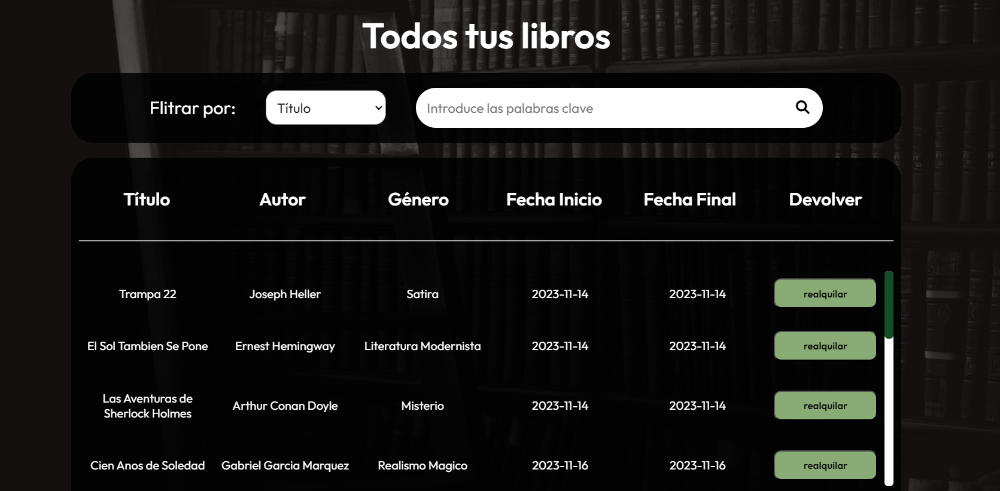 Todos tus libros
Flitrar por:
Título
Introduce las palabras clave
Título Autor Género Fecha Inicio Fecha Final Devolver
Trampa 22 Joseph Heller Satira 2023-11-14 2023-11-14 realquilar
El Sol Tambien Se Pone Ernest Hemingway Literatura Modernista 2023-11-14 2023-11-14 realquilar
Las Aventuras de
Sherlock Holmes Arthur Conan Doyle Misterio 2023-11-14 2023-11-14 realquilar
Cien Anos de Soledad Gabriel Garcia Marquez Realismo Magico 2023-11-16 2023-11-16 realquilar